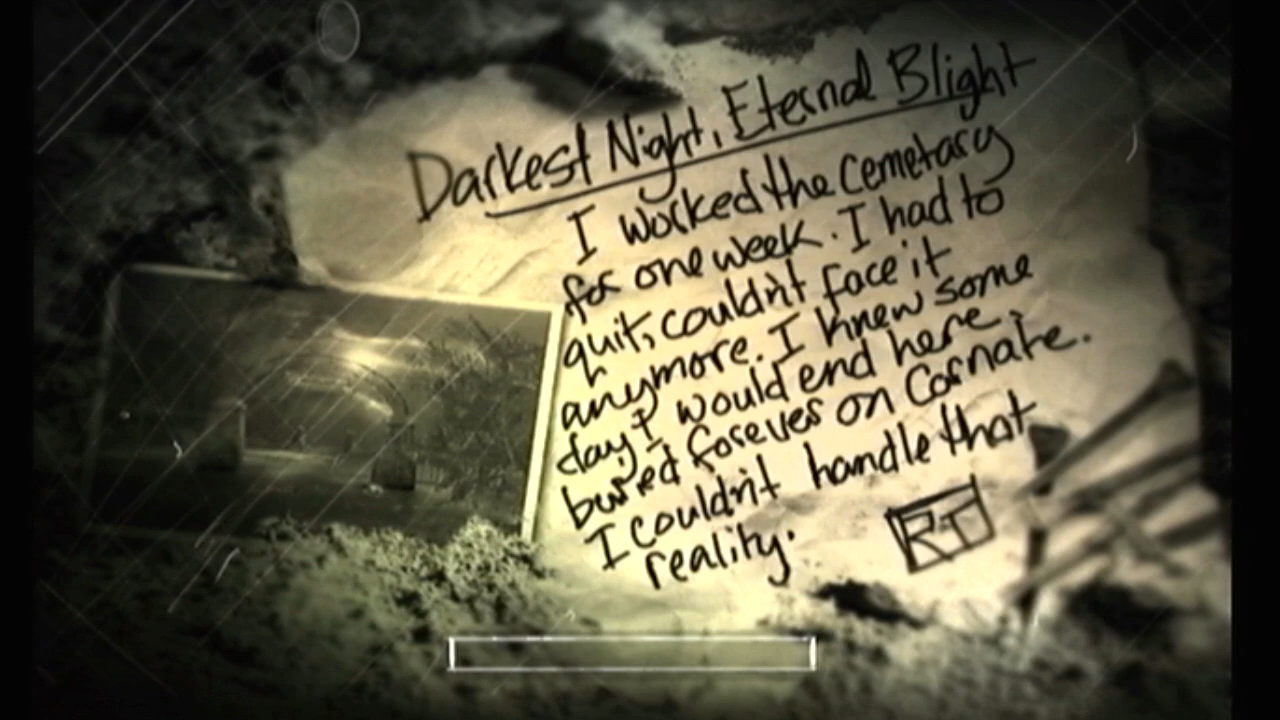 Darkest Night, Eternal Blight
I worked the Cemetary
for one week. I had to
quit, couldn't face it
anymore. I knew some
day I would end here,
buried forever on Carnate.
I couldn't handle that
reality.
RT